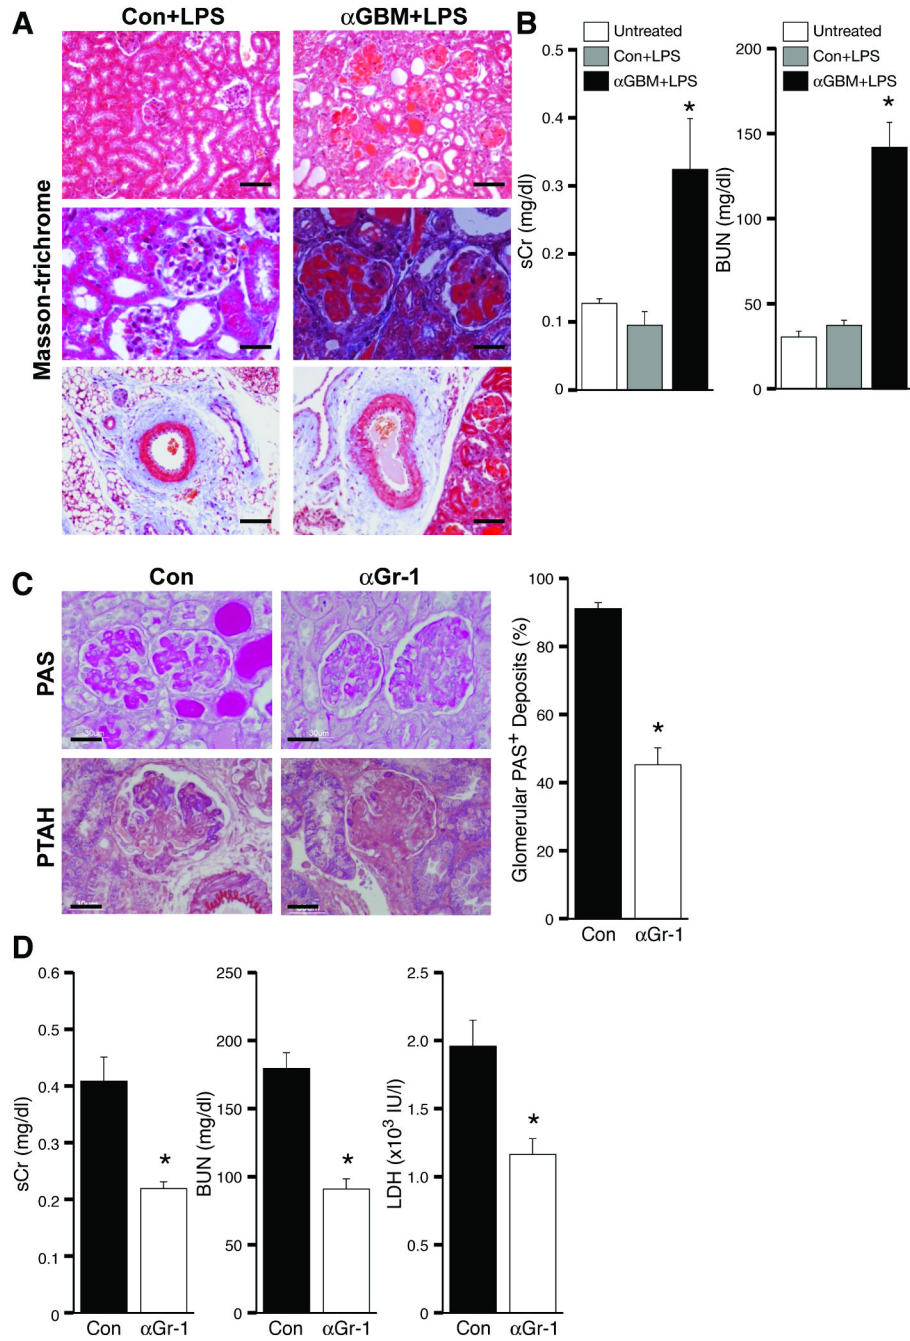 A
Con+LPS
αGBM+LPS
Masson-trichrome
B
Untreated
Con+LPS
αGBM+LPS
0.5
0.4
0.3
0.2
0.1
0
sCr (mg/dl)
*
Untreated
Con+LPS
αGBM+LPS
200
150
100
50
0
BUN (mg/dl)
*
C
Con
αGr-1
PAS
PTAH
30um
100
80
60
40
20
0
Glomerular PAS+ Deposits (%)
*
Con
αGr-1
D
0.6
0.5
0.4
0.3
0.2
0.1
0
sCr (mg/dl)
*
Con
αGr-1
250
200
150
100
50
0
BUN (mg/dl)
*
Con
αGr-1
2.5
2.0
1.5
1.0
0.5
0
LDH (x10³ IU/l)
*
Con
αGr-1